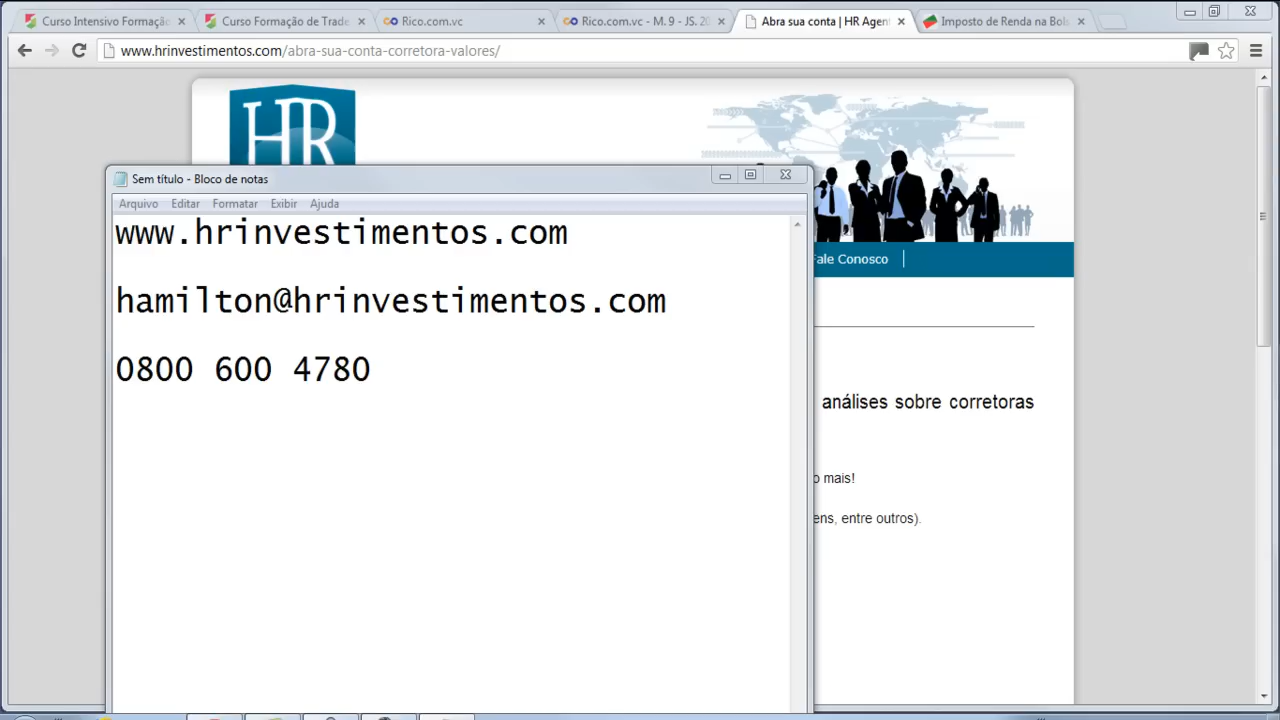 Curso Intensivo Formação
Curso Formação de Trade
Rico.com.vc
Rico.com.vc - M. 9 - JS. 20
Abra sua conta | HR Agen
Imposto de Renda na Bols
www.hrinvestimentos.com/abra-sua-conta-corretora-valores/
HR
Sem título - Bloco de notas
Arquivo Editar Formatar Exibir Ajuda
www.hrinvestimentos.com
Fale Conosco
hamilton@hrinvestimentos.com
0800 600 4780
análises sobre corretoras
o mais!
ens, entre outros).